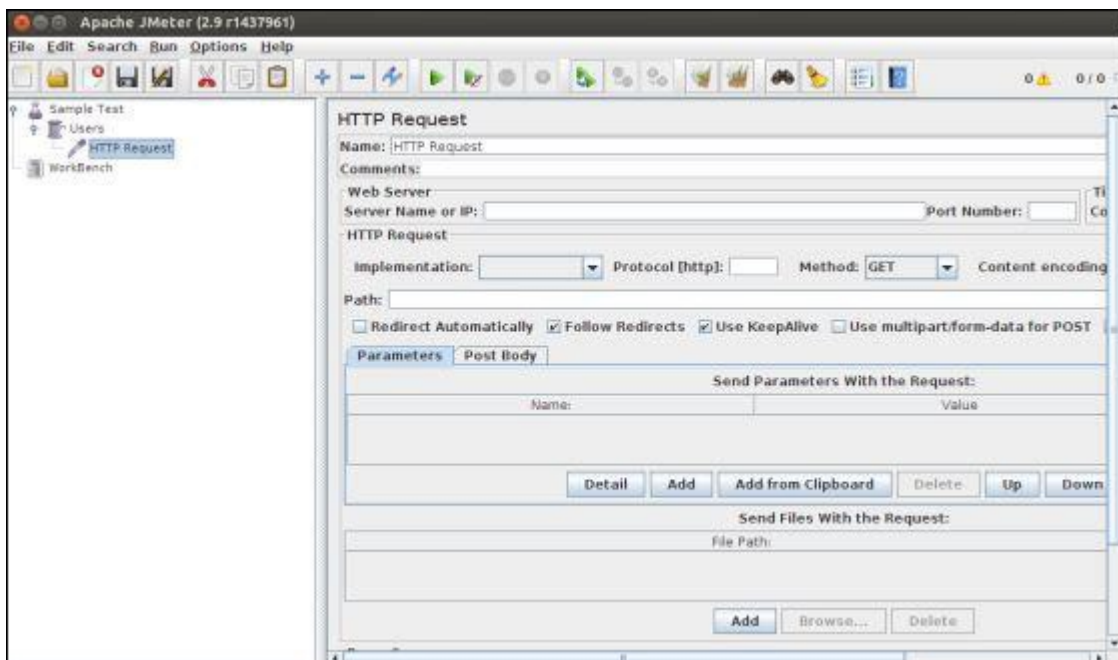 Apache JMeter (2.9 r1437961)
File Edit Search Run Options Help
0 0 / 0
Sample Test
Users
HTTP Request
WorkBench
HTTP Request
Name: HTTP Request
Comments:
Web Server
Ti
Server Name or IP: Port Number: Co
HTTP Request
Implementation: Protocol [http]: Method: GET Content encoding
Path:
Redirect Automatically Follow Redirects Use KeepAlive Use multipart/form-data for POST
Parameters Post Body
Send Parameters With the Request:
Name: Value
Detail Add Add from Clipboard Delete Up Down
Send Files With the Request:
File Path:
Add Browse... Delete